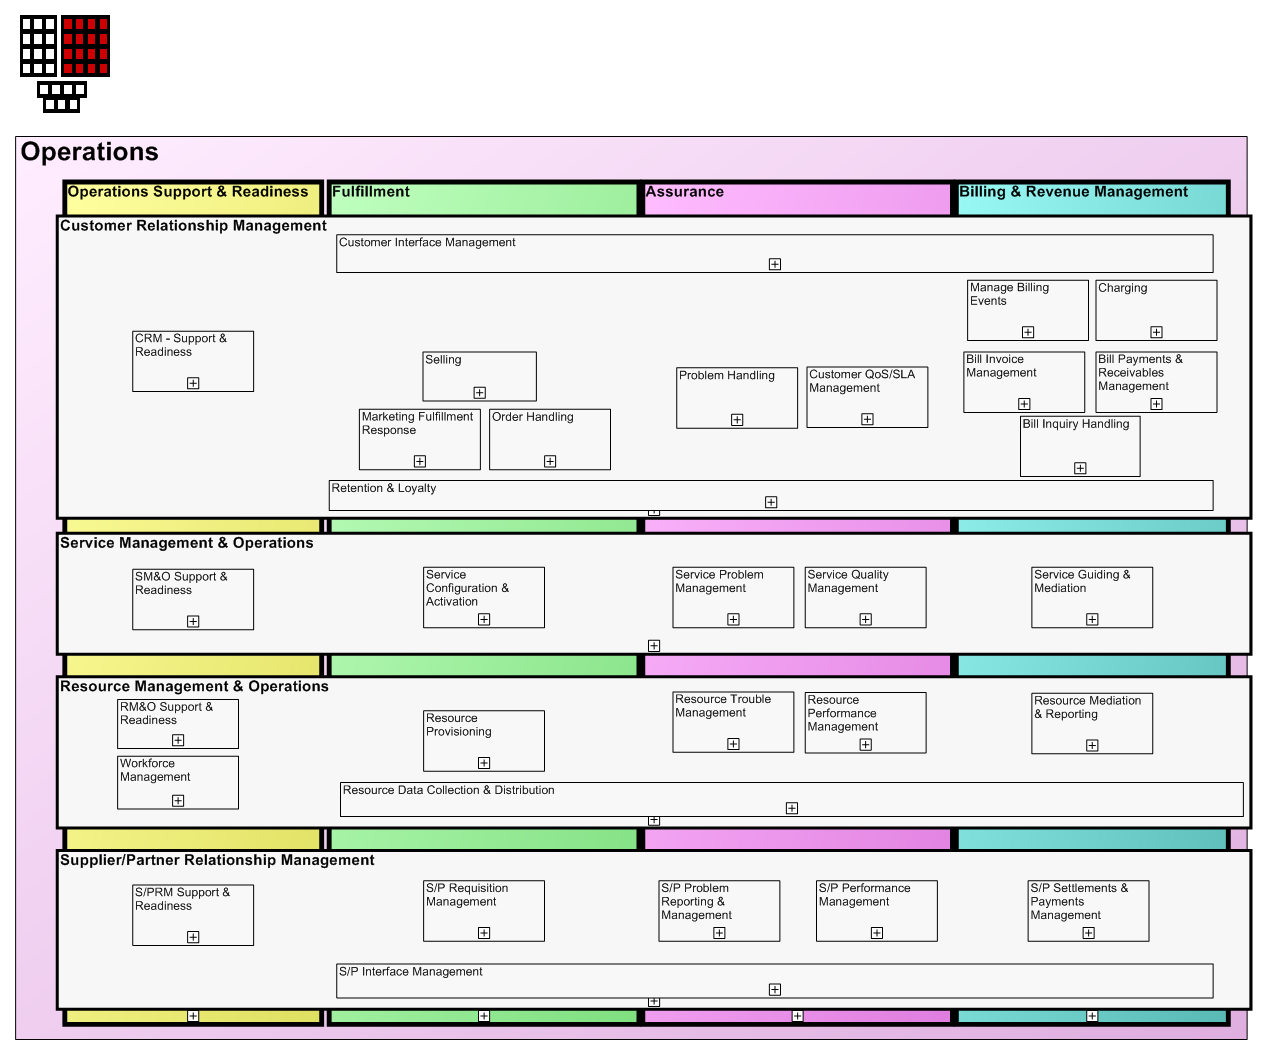 Operations
Operations Support & Readiness
Fulfillment
Assurance
Billing & Revenue Management
Customer Relationship Management
Customer Interface Management
Manage Billing
Events
Charging
CRM - Support &
Readiness
Selling
Problem Handling
Customer QoS/SLA
Management
Bill Invoice
Management
Bill Payments &
Receivables
Management
Marketing Fulfillment
Response
Order Handling
Bill Inquiry Handling
Retention & Loyalty
Service Management & Operations
SM&O Support &
Readiness
Service
Configuration &
Activation
Service Problem
Management
Service Quality
Management
Service Guiding &
Mediation
Resource Management & Operations
RM&O Support &
Readiness
Workforce
Management
Resource
Provisioning
Resource Trouble
Management
Resource
Performance
Management
Resource Mediation
& Reporting
Resource Data Collection & Distribution
Supplier/Partner Relationship Management
S/PRM Support &
Readiness
S/P Requisition
Management
S/P Problem
Reporting &
Management
S/P Performance
Management
S/P Settlements &
Payments
Management
S/P Interface Management